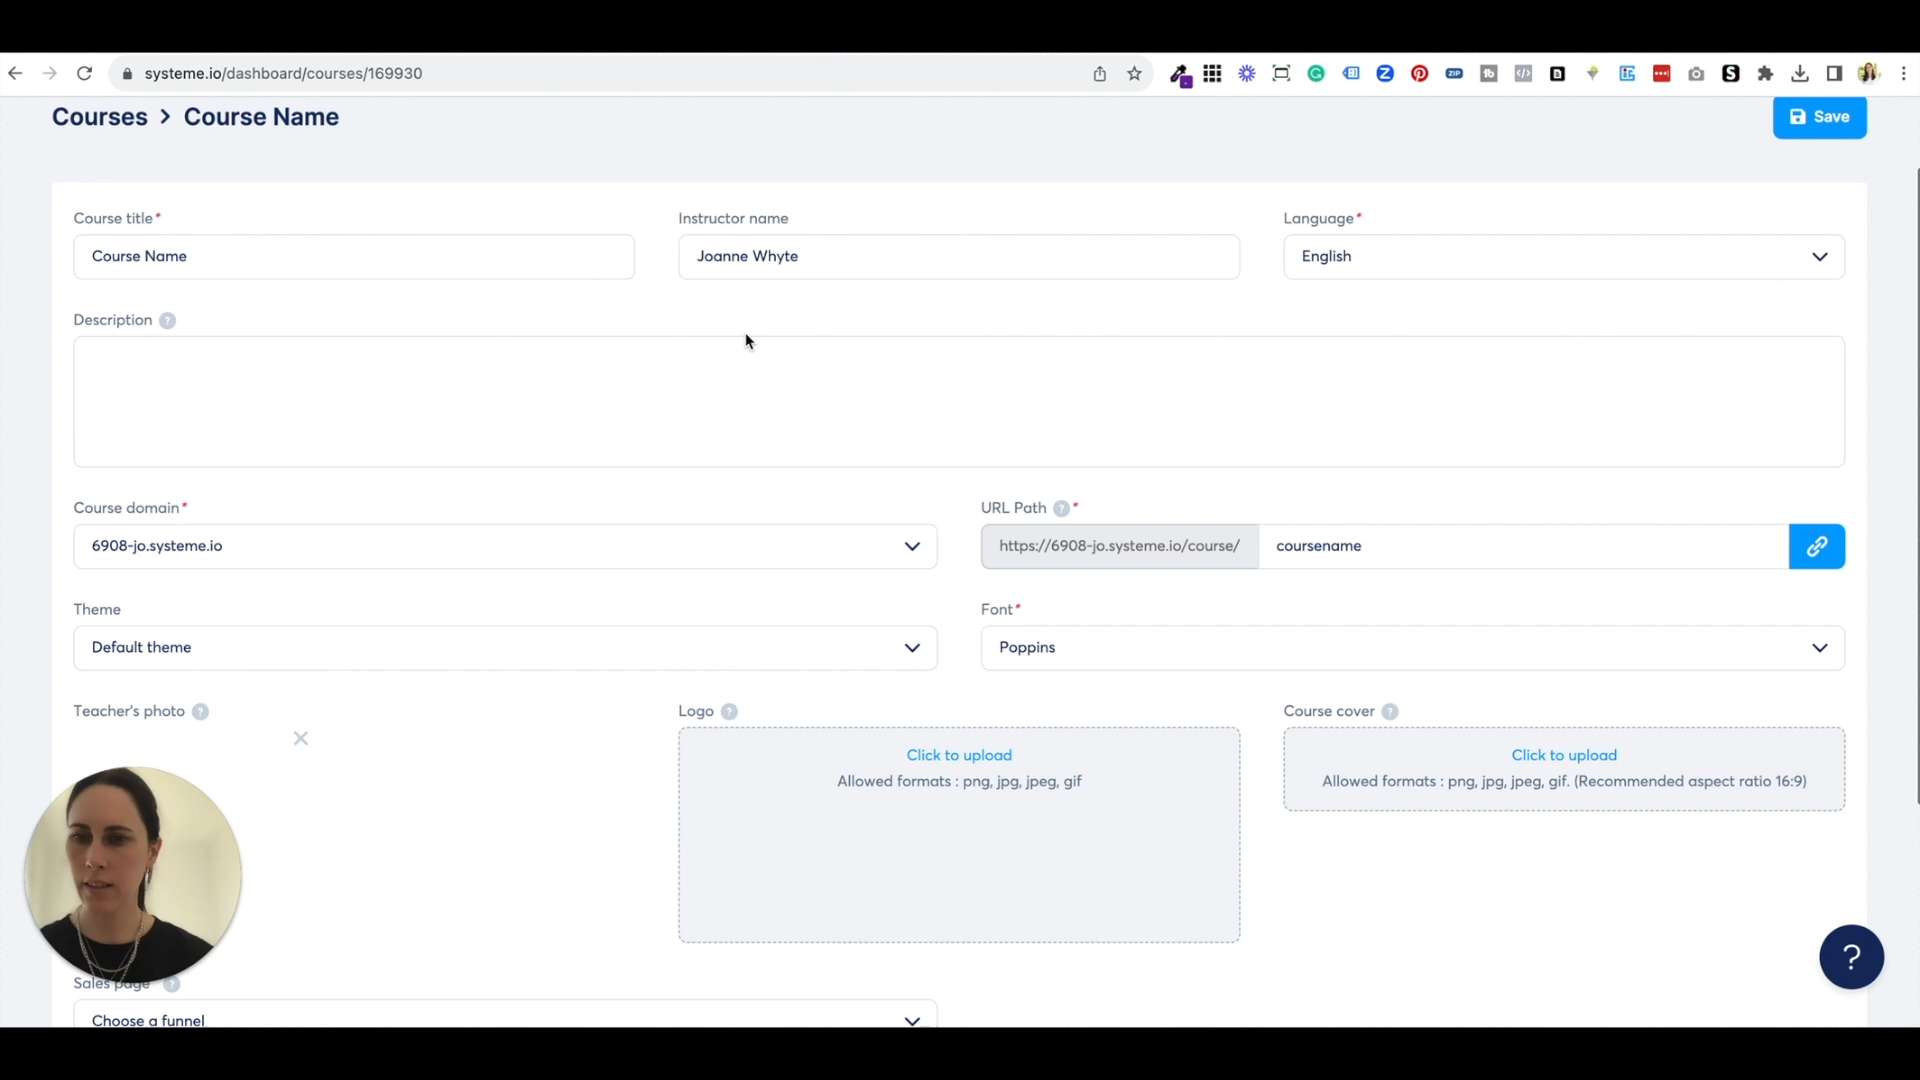 systeme.io/dashboard/courses/169930
Courses > Course Name
Save
Course title*
Instructor name
Language*
Course Name
Joanne Whyte
English
Description ?
Course domain*
URL Path ? *
6908-jo.systeme.io
https://6908-jo.systeme.io/course/
coursename
Theme
Font*
Default theme
Poppins
Teacher's photo ?
Logo ?
Course cover ?
Click to upload
Allowed formats : png, jpg, jpeg, gif
Click to upload
Allowed formats : png, jpg, jpeg, gif. (Recommended aspect ratio 16:9)
?
Sales page ?
Choose a funnel